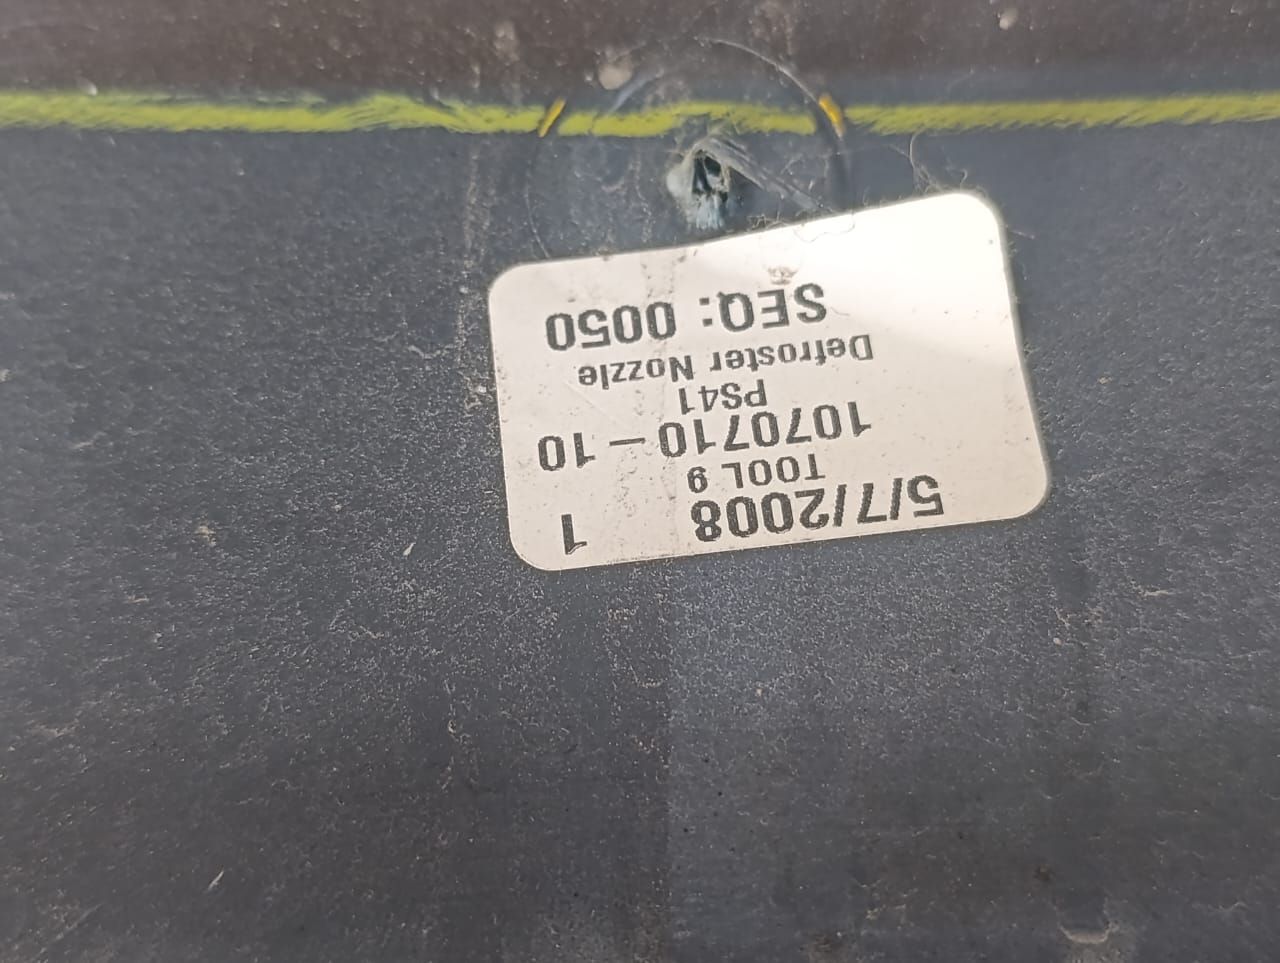 5/7/2008 1
TOOL 9
1070710 – 10
PS41
Defroster Nozzle
SEQ: 0050